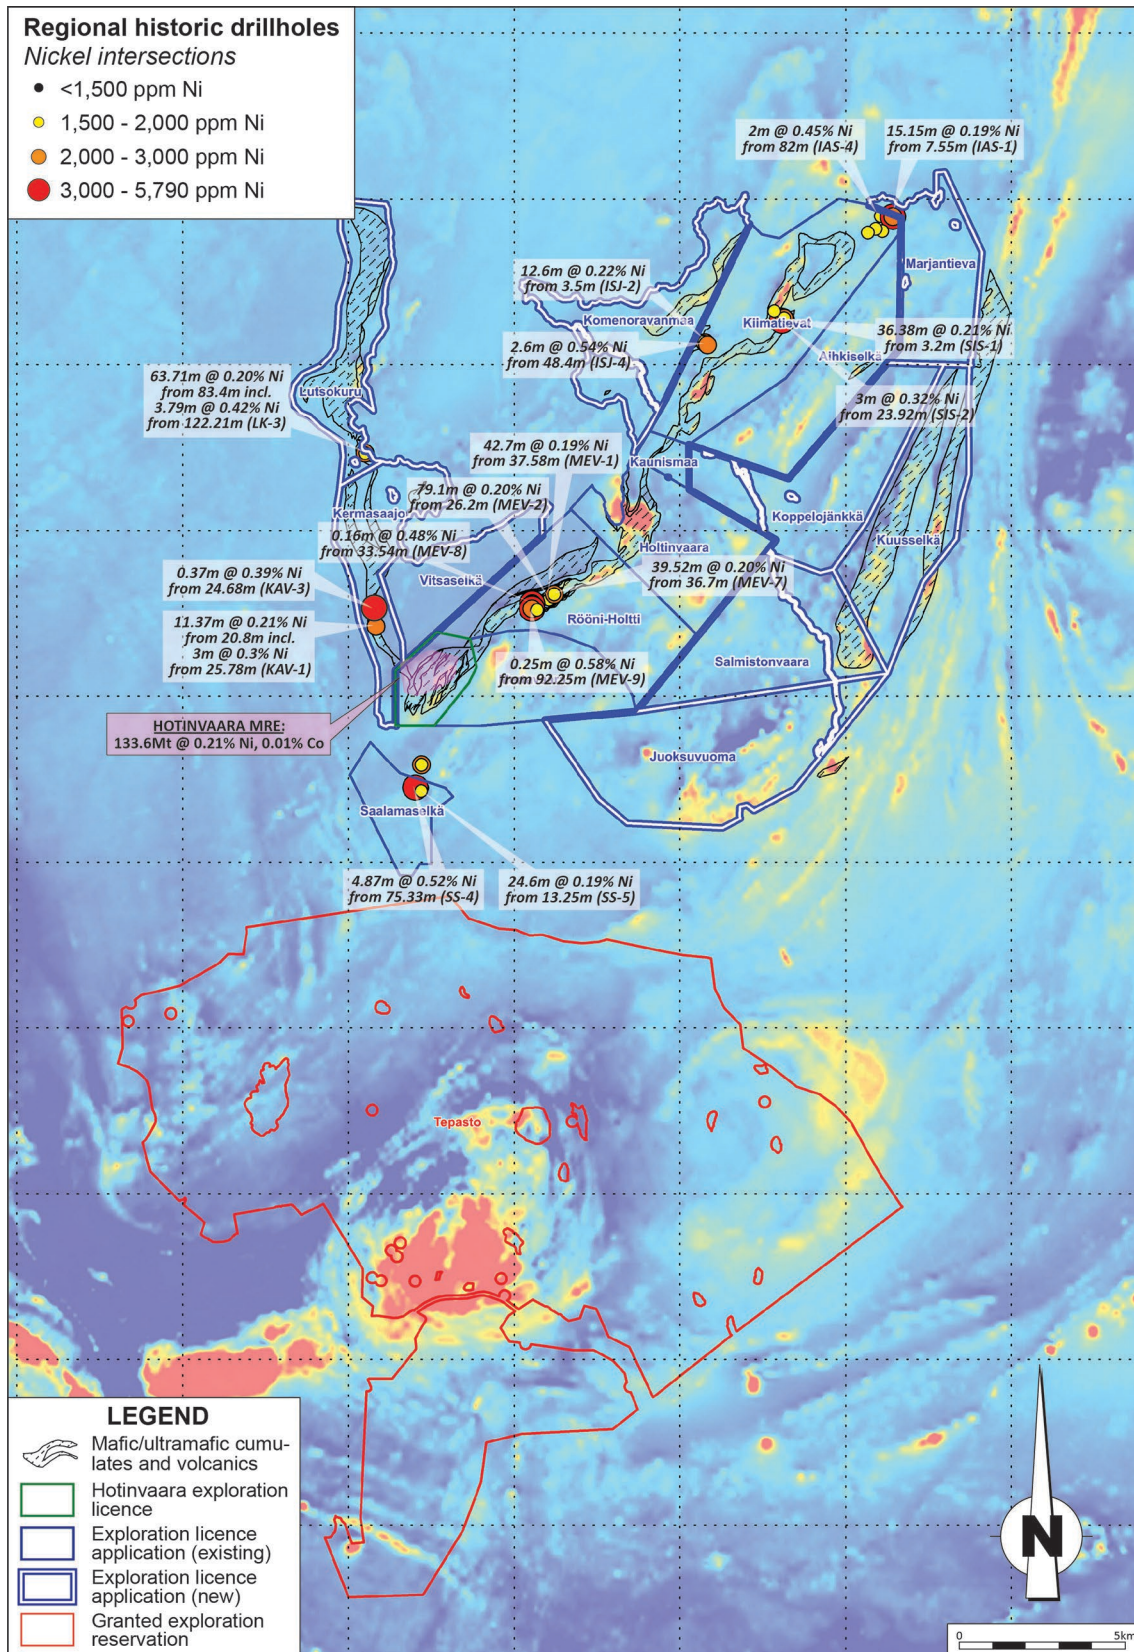 Regional historic drillholes
Nickel intersections
<1,500 ppm Ni
1,500 - 2,000 ppm Ni
2,000 - 3,000 ppm Ni
3,000 - 5,790 ppm Ni
2m @ 0.45% Ni
from 82m (IAS-4)
15.15m @ 0.19% Ni
from 7.55m (IAS-1)
Marjantieva
12.6m @ 0.22% Ni
from 3.5m (ISJ-2)
Komenoravanmaa
Kiimatievat
36.38m @ 0.21% Ni
from 3.2m (SIS-1)
2.6m @ 0.54% Ni
from 48.4m (ISJ-4)
Aihkiselkä
63.71m @ 0.20% Ni
from 83.4m incl.
3.79m @ 0.42% Ni
from 122.21m (LK-3)
Lutsokuru
3m @ 0.32% Ni
from 23.92m (SIS-2)
42.7m @ 0.19% Ni
from 37.58m (MEV-1)
Kaunismaa
79.1m @ 0.20% Ni
from 26.2m (MEV-2)
Kermasaajo
Koppelojänkkä
0.16m @ 0.48% Ni
from 33.54m (MEV-8)
Kuusselkä
Holtinvaara
39.52m @ 0.20% Ni
from 36.7m (MEV-7)
0.37m @ 0.39% Ni
from 24.68m (KAV-3)
Vitsaselkä
Rööni-Holtti
11.37m @ 0.21% Ni
from 20.8m incl.
3m @ 0.3% Ni
from 25.78m (KAV-1)
0.25m @ 0.58% Ni
from 92.25m (MEV-9)
Salmistonvaara
HOTINVAARA MRE:
133.6Mt @ 0.21% Ni, 0.01% Co
Juoksuvuoma
Saalamaselkä
4.87m @ 0.52% Ni
from 75.33m (SS-4)
24.6m @ 0.19% Ni
from 13.25m (SS-5)
Tepasto
LEGEND
Mafic/ultramafic cumu-
lates and volcanics
Hotinvaara exploration
licence
Exploration licence
application (existing)
Exploration licence
application (new)
Granted exploration
reservation
N
0 5km